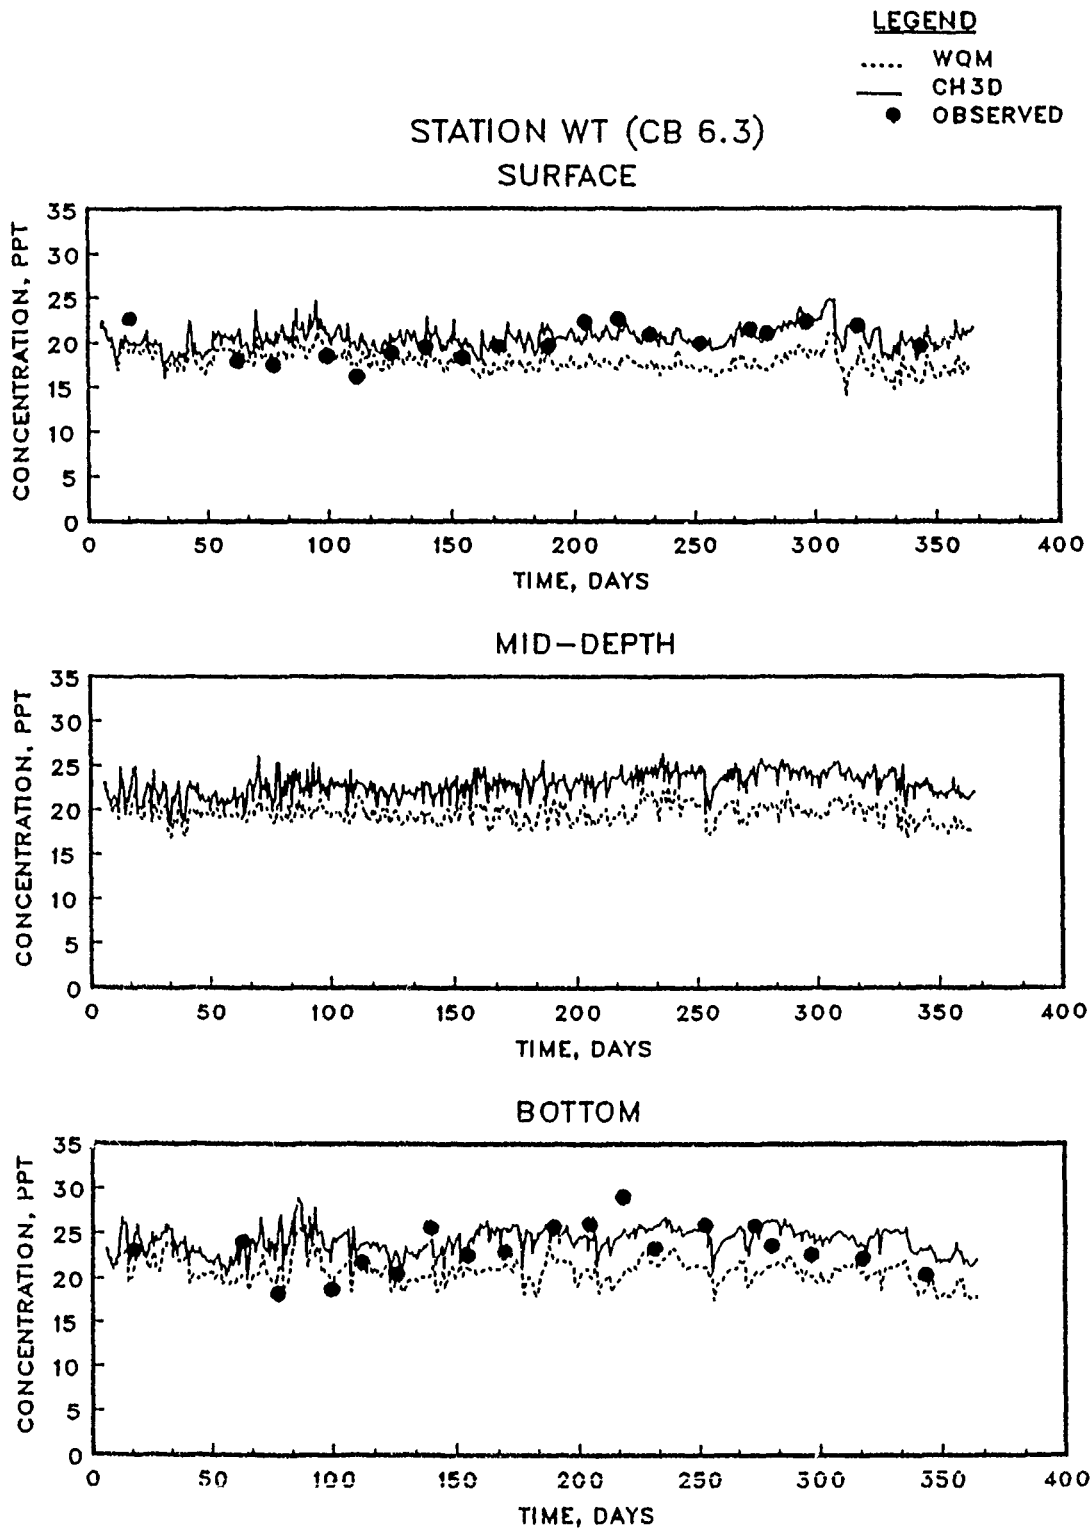 LEGEND
WQM
CH3D
OBSERVED
STATION WT (CB 6.3)
SURFACE
CONCENTRATION, PPT
35
30
25
20
15
10
5
0
0 50 100 150 200 250 300 350 400
TIME, DAYS
MID-DEPTH
CONCENTRATION, PPT
35
30
25
20
15
10
5
0
0 50 100 150 200 250 300 350 400
TIME, DAYS
BOTTOM
CONCENTRATION, PPT
35
30
25
20
15
10
5
0
0 50 100 150 200 250 300 350 400
TIME, DAYS